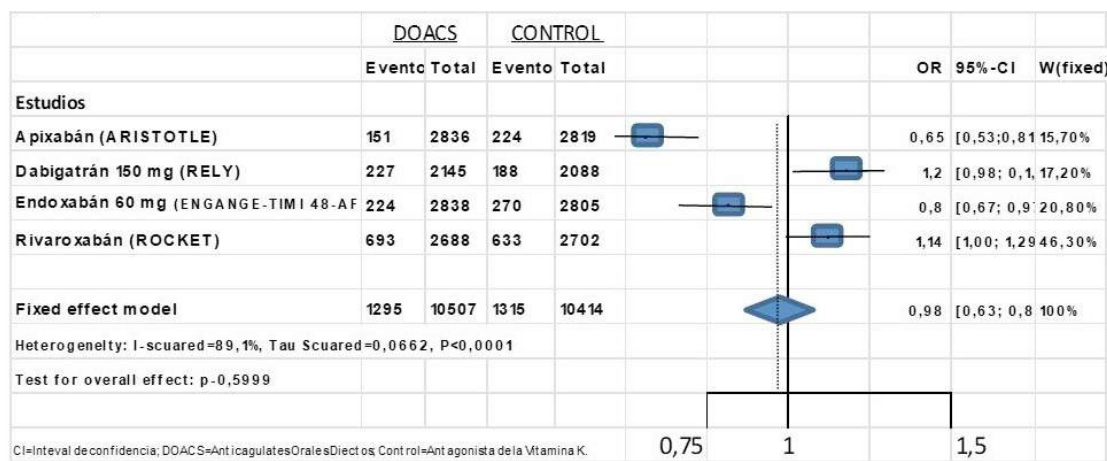 DOACS CONTROL
Evento Total Evento Total OR 95%-CI W(fixed)
Estudios
Apixabán (ARISTOTLE) 151 2836 224 2819 0,65 [0,53;0,81 15,70%
Dabigatrán 150 mg (RELY) 227 2145 188 2088 1,2 [0,98; 0,1, 17,20%
Endoxabán 60 mg (ENGANGE-TIMI 48-AF 224 2838 270 2805 0,8 [0,67; 0,9 20,80%
Rivaroxabán (ROCKET) 693 2688 633 2702 1,14 [1,00; 1,29 46,30%
Fixed effect model 1295 10507 1315 10414 0,98 [0,63; 0,8 100%
Heterogenelty: I-scuared=89,1%, Tau Scuared=0,0662, P<0,0001
Test for overall effect: p-0,5999
0,75 1 1,5
CI=Inteval de confidencia; DOACS=AnticagulatesOralesDiectos; Control=Antagonista de la Vitamina K.